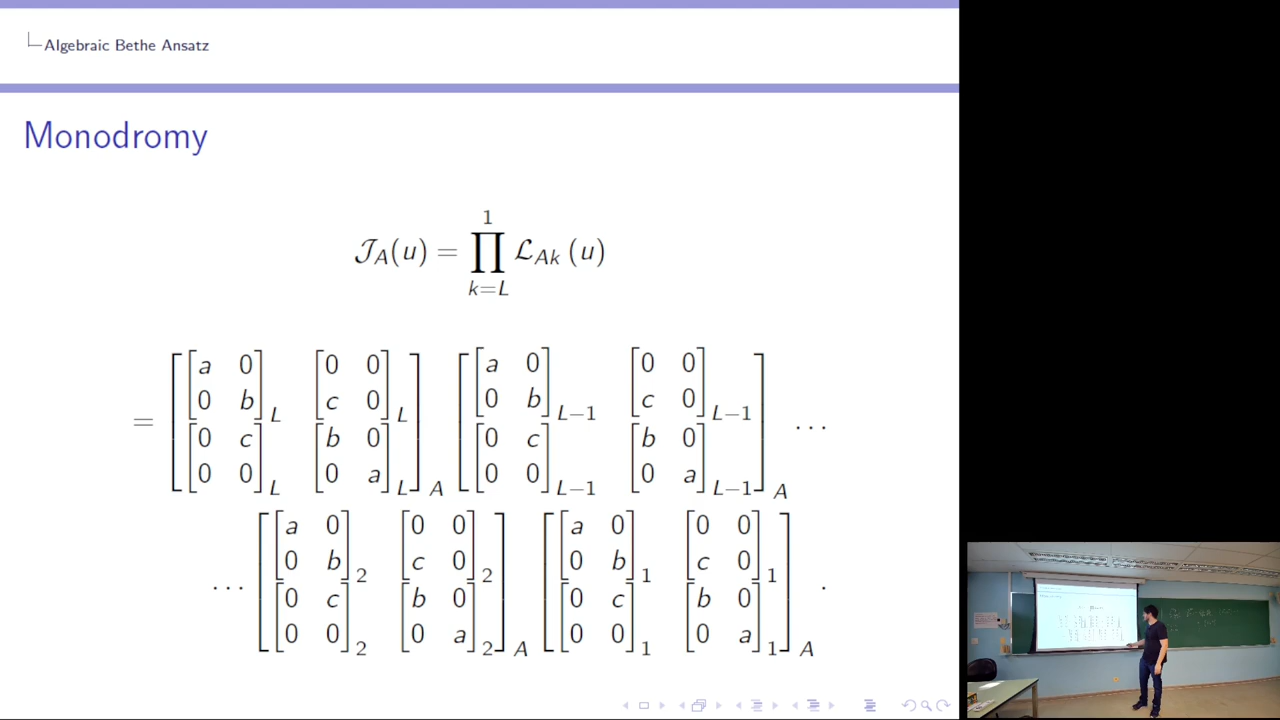 Algebraic Bethe Ansatz
Monodromy
𝒯_A(u) = ∏_{k=L}^{1} ℒ_{Ak} (u)
= [ [a 0; 0 b]_L [0 0; c 0]_L ; [0 c; 0 0]_L [b 0; 0 a]_L ]_A [ [a 0; 0 b]_{L−1} [0 0; c 0]_{L−1} ; [0 c; 0 0]_{L−1} [b 0; 0 a]_{L−1} ]_A ...
... [ [a 0; 0 b]_2 [0 0; c 0]_2 ; [0 c; 0 0]_2 [b 0; 0 a]_2 ]_A [ [a 0; 0 b]_1 [0 0; c 0]_1 ; [0 c; 0 0]_1 [b 0; 0 a]_1 ]_A .